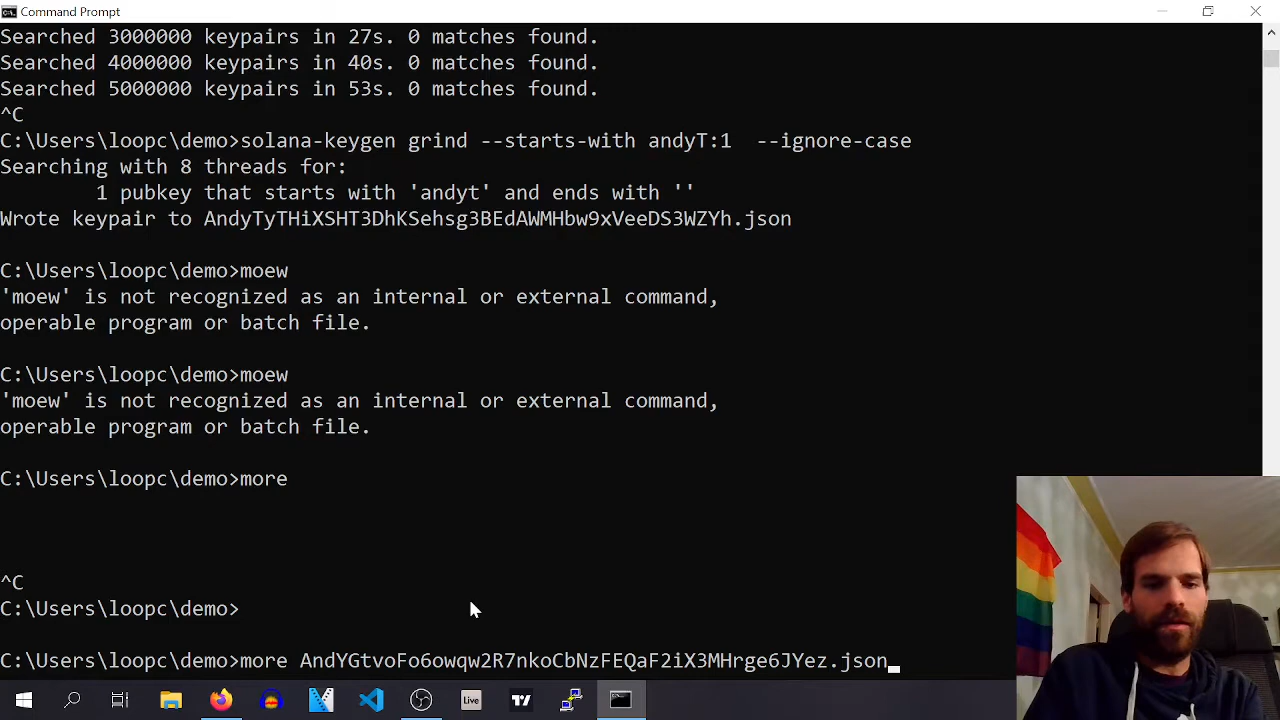 Command Prompt
Searched 3000000 keypairs in 27s. 0 matches found.
Searched 4000000 keypairs in 40s. 0 matches found.
Searched 5000000 keypairs in 53s. 0 matches found.
^C
C:\Users\loopc\demo>solana-keygen grind --starts-with andyT:1  --ignore-case
Searching with 8 threads for:
        1 pubkey that starts with 'andyt' and ends with ''
Wrote keypair to AndyTyTHiXSHT3DhKSehsg3BEdAWMHbw9xVeeDS3WZYh.json
C:\Users\loopc\demo>moew
'moew' is not recognized as an internal or external command,
operable program or batch file.
C:\Users\loopc\demo>moew
'moew' is not recognized as an internal or external command,
operable program or batch file.
C:\Users\loopc\demo>more
^C
C:\Users\loopc\demo>
C:\Users\loopc\demo>more AndYGtvoFo6owqw2R7nkoCbNzFEQaF2iX3MHrge6JYez.json
Live